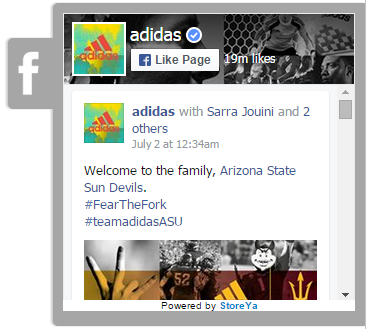 f
adidas
adidas
f Like Page 19m likes
adidas
adidas with Sarra Jouini and 2
others
July 2 at 12:34am
Welcome to the family, Arizona State
Sun Devils.
#FearTheFork
#teamadidasASU
52
Powered by StoreYa